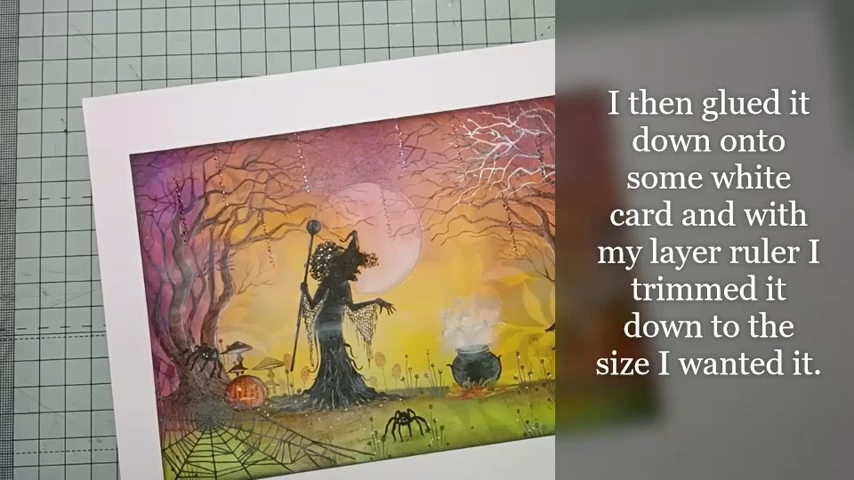 I then glued it
down onto
some white
card and with
my layer ruler I
trimmed it
down to the
size I wanted it.